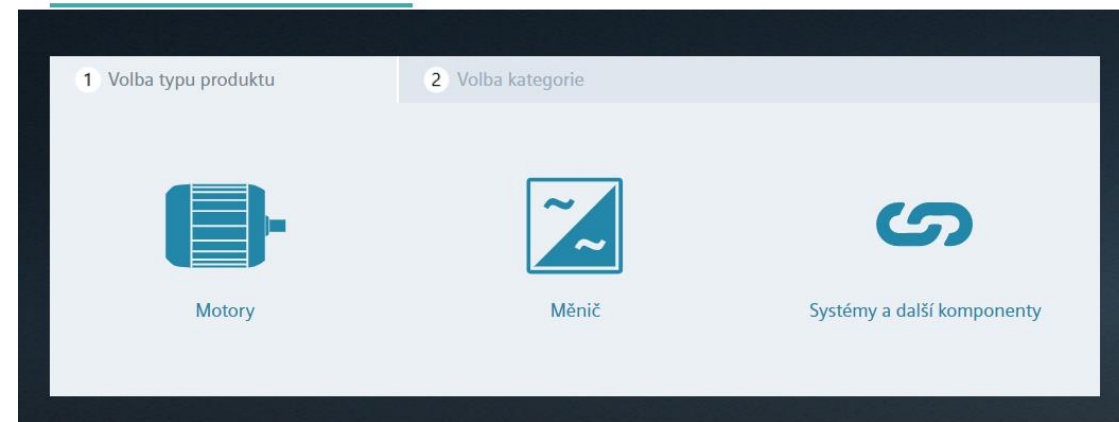 1 Volba typu produktu
2 Volba kategorie
Motory
Měnič
Systémy a další komponenty